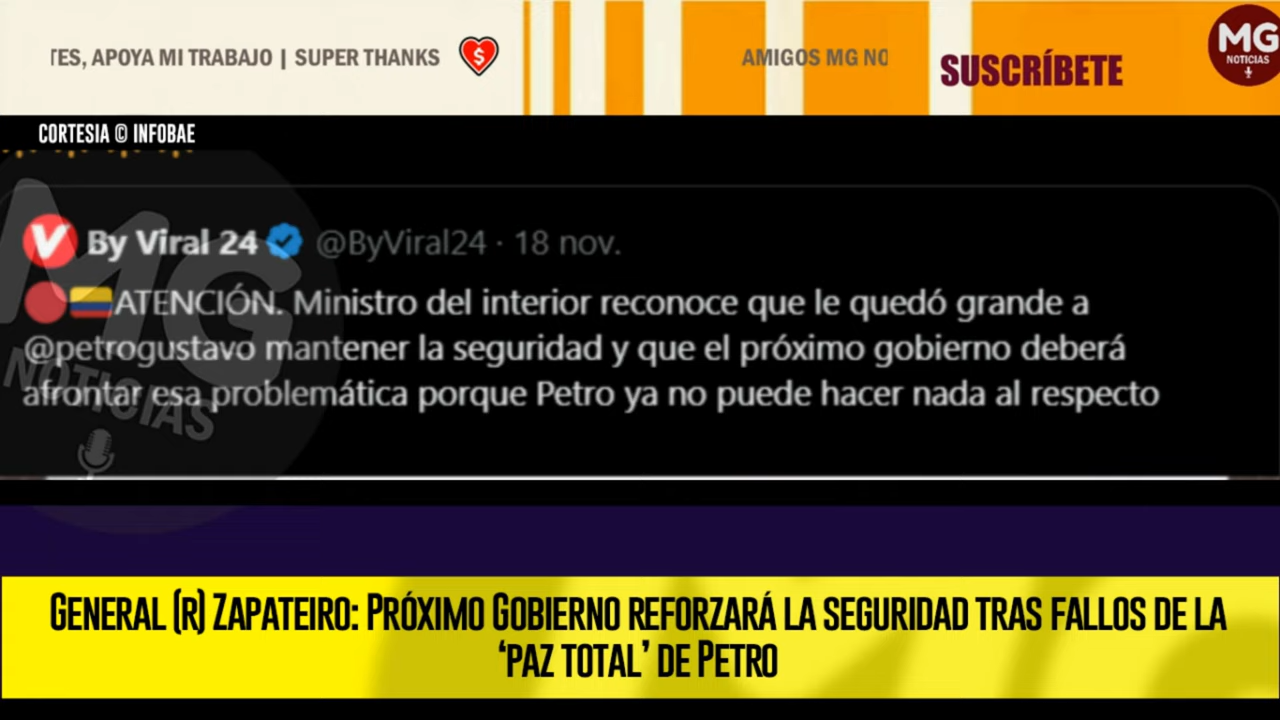 TES, APOYA MI TRABAJO | SUPER THANKS
AMIGOS MG NO
SUSCRÍBETE
MG
NOTICIAS
CORTESIA © INFOBAE
By Viral 24 @ByViral24 · 18 nov.
ATENCIÓN. Ministro del interior reconoce que le quedó grande a
@petrogustavo mantener la seguridad y que el próximo gobierno deberá
afrontar esa problemática porque Petro ya no puede hacer nada al respecto
MG
NOTICIAS
GENERAL (R) ZAPATEIRO: PRÓXIMO GOBIERNO REFORZARÁ LA SEGURIDAD TRAS FALLOS DE LA
‘PAZ TOTAL’ DE PETRO